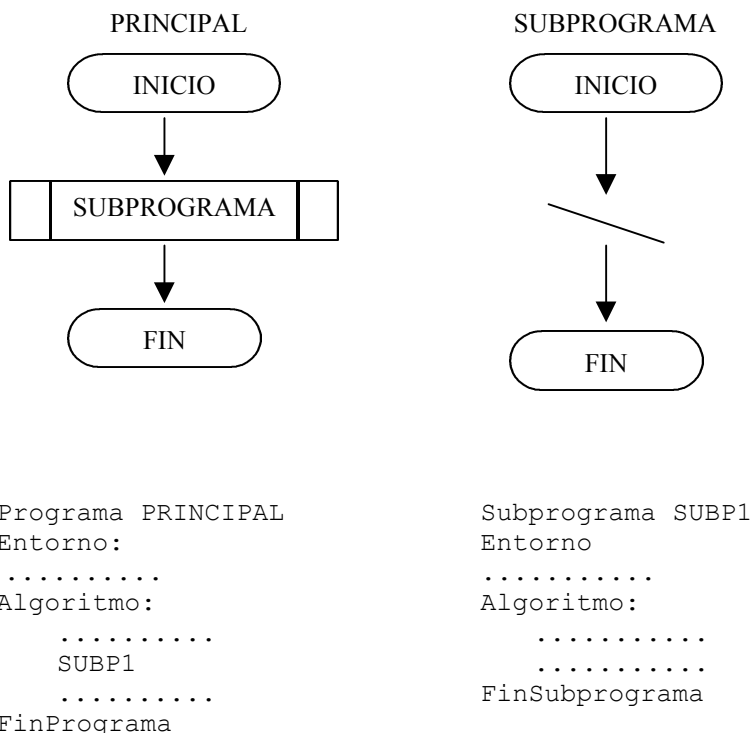 PRINCIPAL
INICIO
SUBPROGRAMA
FIN
SUBPROGRAMA
INICIO
FIN
Programa PRINCIPAL
Entorno:
..........
Algoritmo:
..........
SUBP1
..........
FinPrograma
Subprograma SUBP1
Entorno
...........
Algoritmo:
...........
...........
FinSubprograma